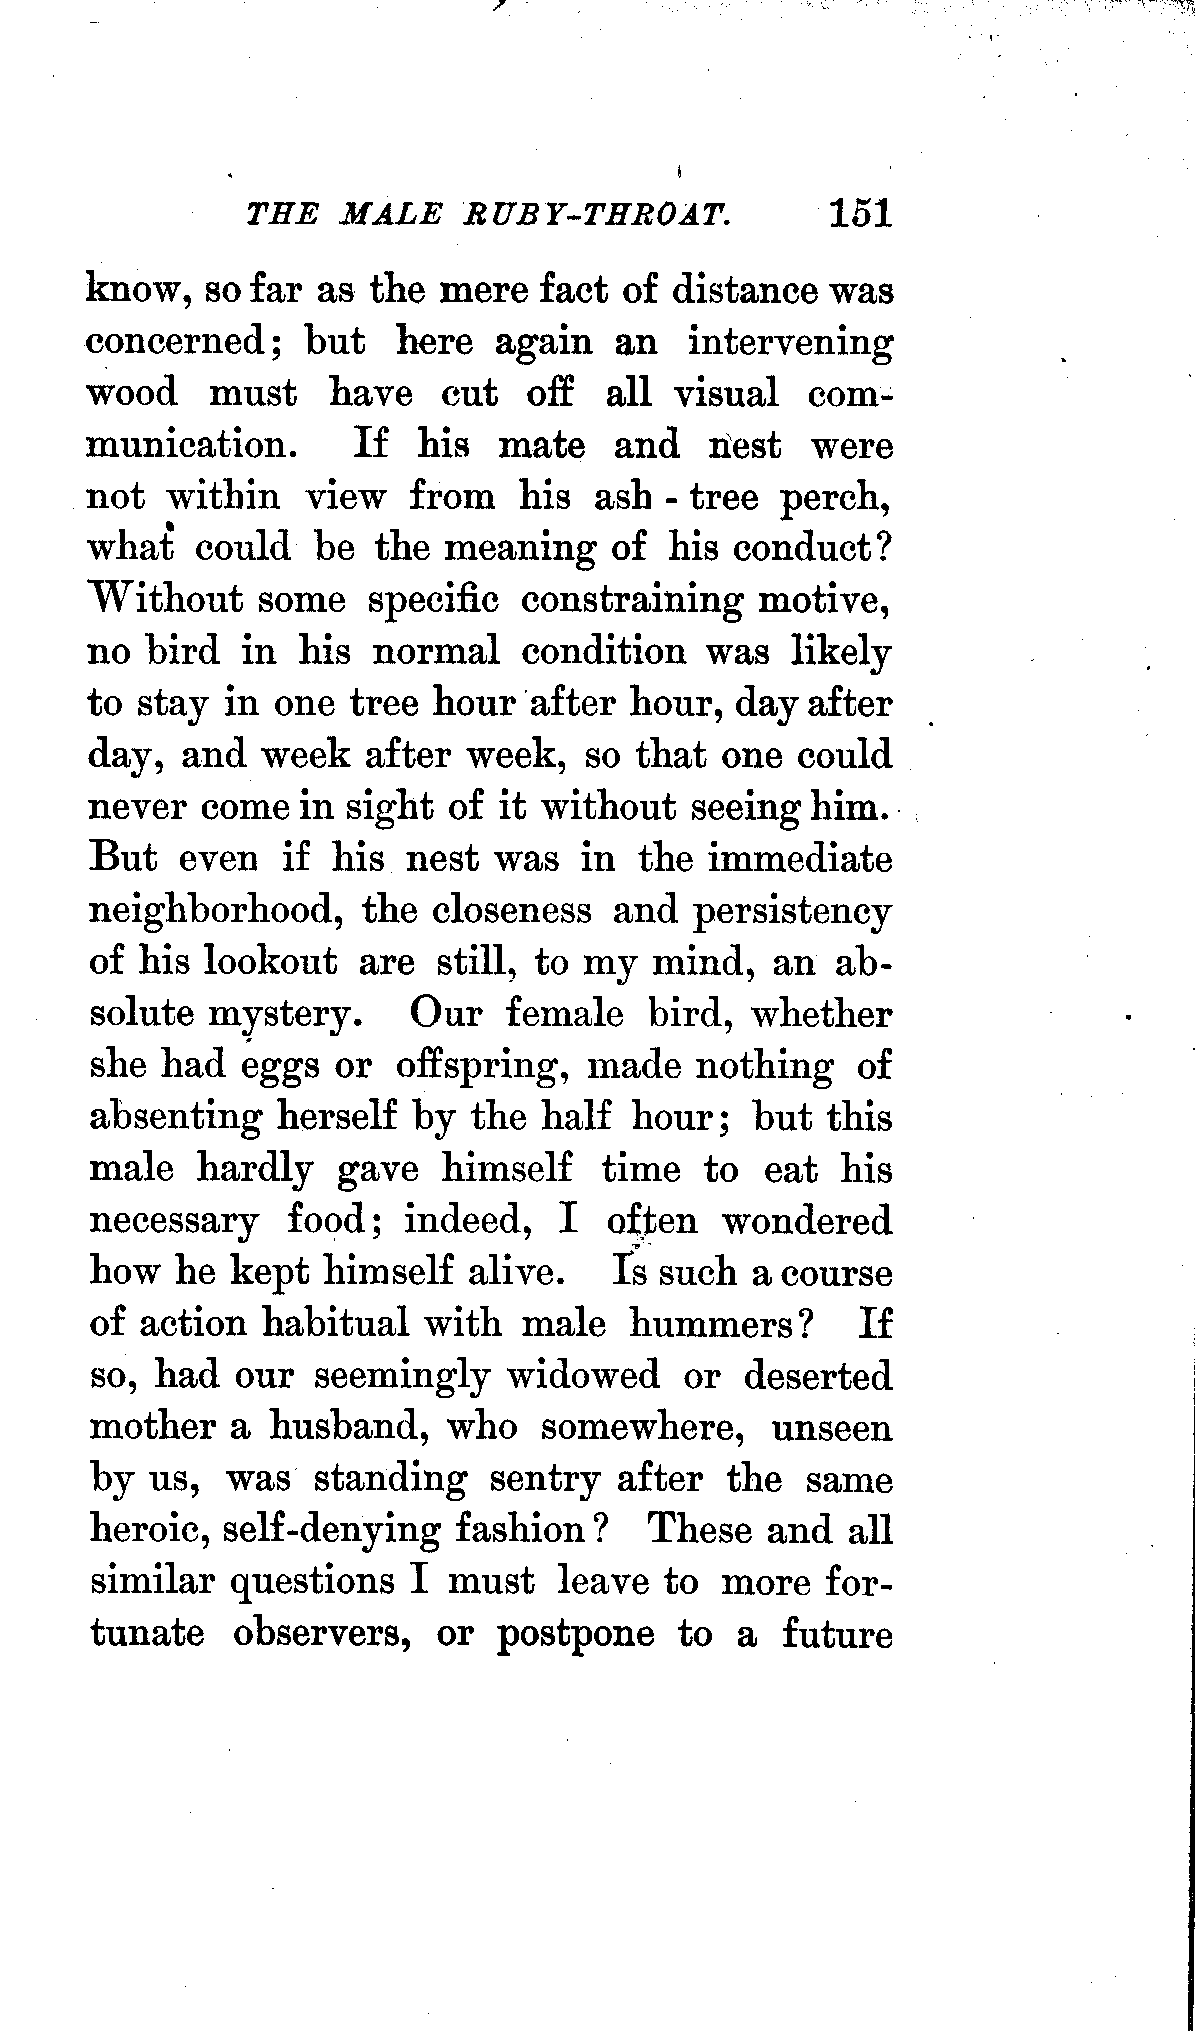 THE MALE RUBY-THROAT. 151
know, so far as the mere fact of distance was
concerned; but here again an intervening
wood must have cut off all visual com-
munication. If his mate and nest were
not within view from his ash-tree perch,
what could be the meaning of his conduct?
Without some specific constraining motive,
no bird in his normal condition was likely
to stay in one tree hour after hour, day after
day, and week after week, so that one could
never come in sight of it without seeing him.
But even if his nest was in the immediate
neighborhood, the closeness and persistency
of his lookout are still, to my mind, an ab-
solute mystery. Our female bird, whether
she had eggs or offspring, made nothing of
absenting herself by the half hour; but this
male hardly gave himself time to eat his
necessary food; indeed, I often wondered
how he kept himself alive. Is such a course
of action habitual with male hummers? If
so, had our seemingly widowed or deserted
mother a husband, who somewhere, unseen
by us, was standing sentry after the same
heroic, self-denying fashion? These and all
similar questions I must leave to more for-
tunate observers, or postpone to a future